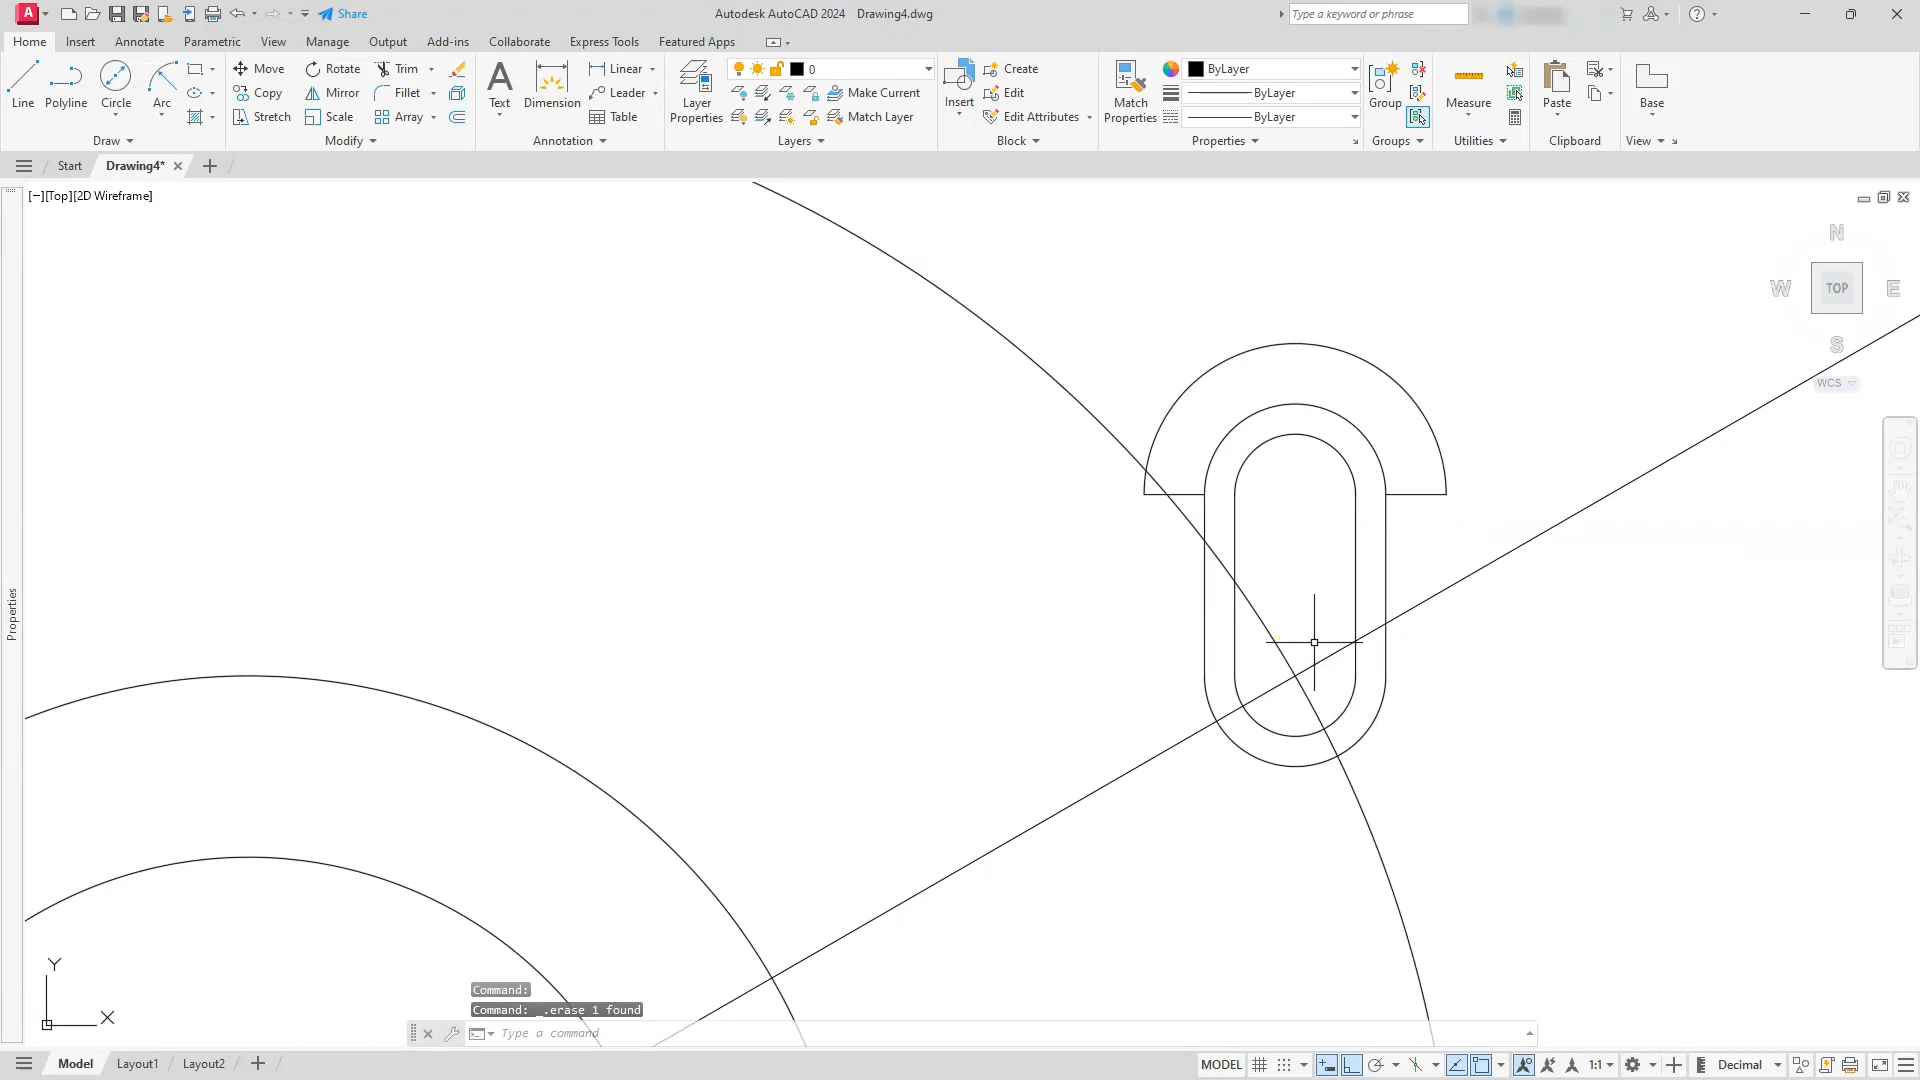 A Share Autodesk AutoCAD 2024 Drawing4.dwg Type a keyword or phrase
Home Insert Annotate Parametric View Manage Output Add-ins Collaborate Express Tools Featured Apps
Line Polyline Circle Arc
Draw
Move Rotate Trim
Copy Mirror Fillet
Stretch Scale Array
Modify
Text Dimension
Linear
Leader
Table
Annotation
Layer Properties
0
Make Current
Match Layer
Layers
Insert
Create
Edit
Edit Attributes
Block
Match Properties
ByLayer
ByLayer
ByLayer
Properties
Group
Groups
Measure
Utilities
Paste
Clipboard
Base
View
Start Drawing4*
[−][Top][2D Wireframe]
N
W TOP E
S
WCS
Properties
Y
X
Command:
Command: _.erase 1 found
Type a command
Model Layout1 Layout2 MODEL 1:1 Decimal